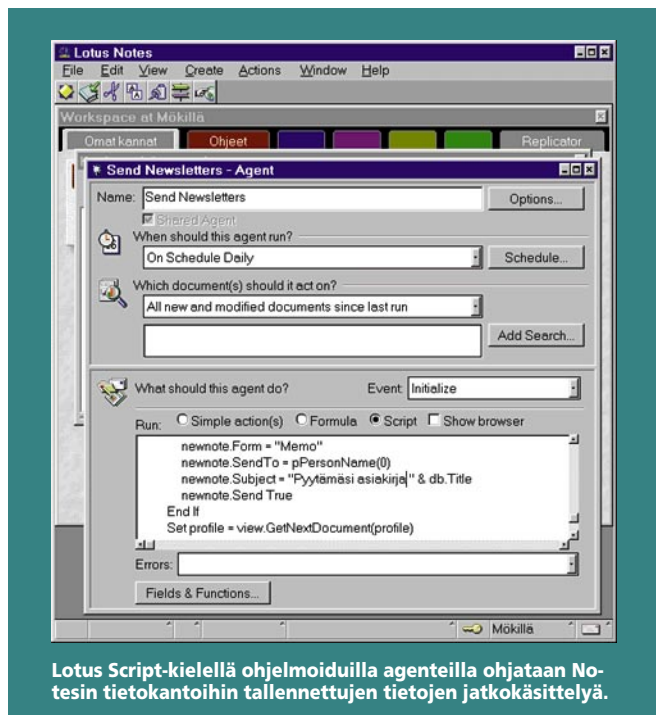 Lotus Notes
File Edit View Create Actions Window Help
Workspace at Mökillä
Omat kannat Ohjeet Replicator
Send Newsletters - Agent
Name: Send Newsletters Options...
Shared Agent
When should this agent run?
On Schedule Daily Schedule...
Which document(s) should it act on?
All new and modified documents since last run
Add Search...
What should this agent do? Event: Initialize
Run: Simple action(s) Formula Script Show browser
newnote.Form = "Memo"
newnote.SendTo = pPersonName(0)
newnote.Subject = "Pyytämäsi asiakirja" & db.Title
newnote.Send True
End If
Set profile = view.GetNextDocument(profile)
Errors:
Fields & Functions...
Mökillä
Lotus Script-kielellä ohjelmoiduilla agenteilla ohjataan No-
tesin tietokantoihin tallennettujen tietojen jatkokäsittelyä.